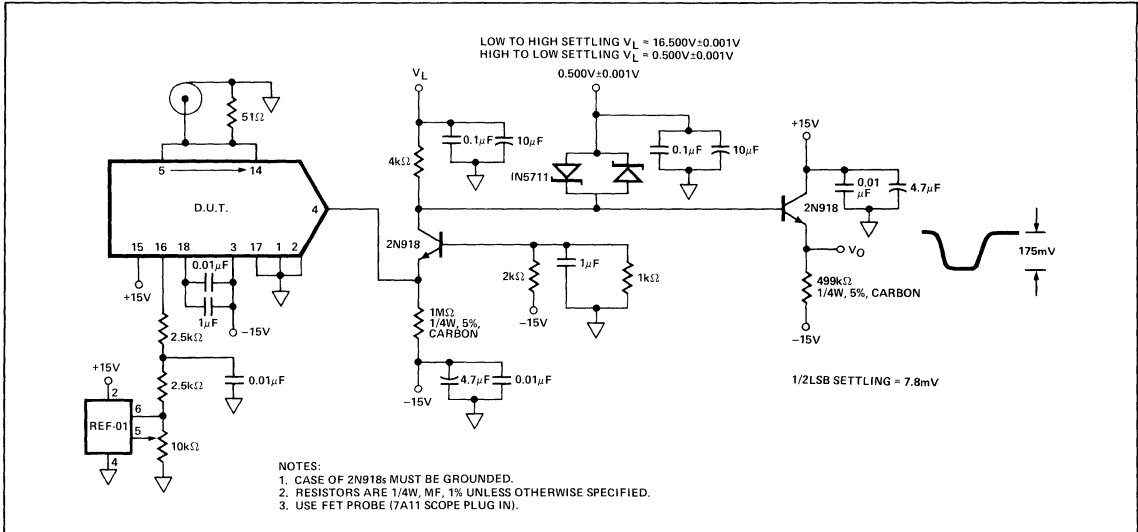 LOW TO HIGH SETTLING VL = 16.500V±0.001V
HIGH TO LOW SETTLING VL = 0.500V±0.001V
VL
0.500V±0.001V
51Ω
0.1μF
10μF
4kΩ
IN5711
0.1μF
10μF
+15V
0.01
μF
4.7μF
2N918
VO
175mV
499kΩ
1/4W, 5%, CARBON
-15V
1/2LSB SETTLING = 7.8mV
5
14
D.U.T.
4
15
16
18
3
17
1
2
+15V
0.01μF
1μF
-15V
2N918
2kΩ
1μF
1kΩ
-15V
1MΩ
1/4W, 5%,
CARBON
4.7μF
0.01μF
-15V
2.5kΩ
2.5kΩ
0.01μF
+15V
2
6
REF-01
5
10kΩ
4
NOTES:
1. CASE OF 2N918s MUST BE GROUNDED.
2. RESISTORS ARE 1/4W, MF, 1% UNLESS OTHERWISE SPECIFIED.
3. USE FET PROBE (7A11 SCOPE PLUG IN).